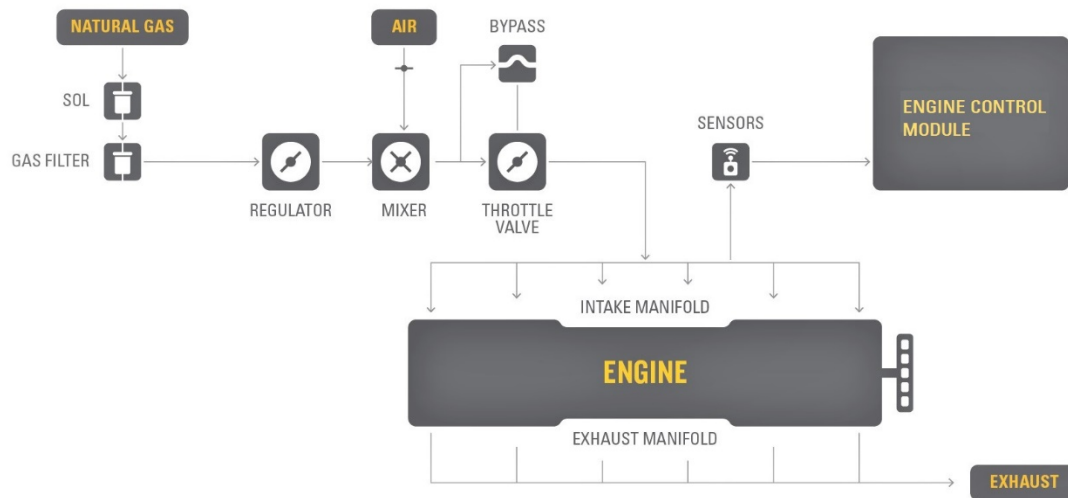 NATURAL GAS
AIR
BYPASS
SOL
GAS FILTER
REGULATOR
MIXER
THROTTLE
VALVE
SENSORS
ENGINE CONTROL
MODULE
INTAKE MANIFOLD
ENGINE
EXHAUST MANIFOLD
EXHAUST